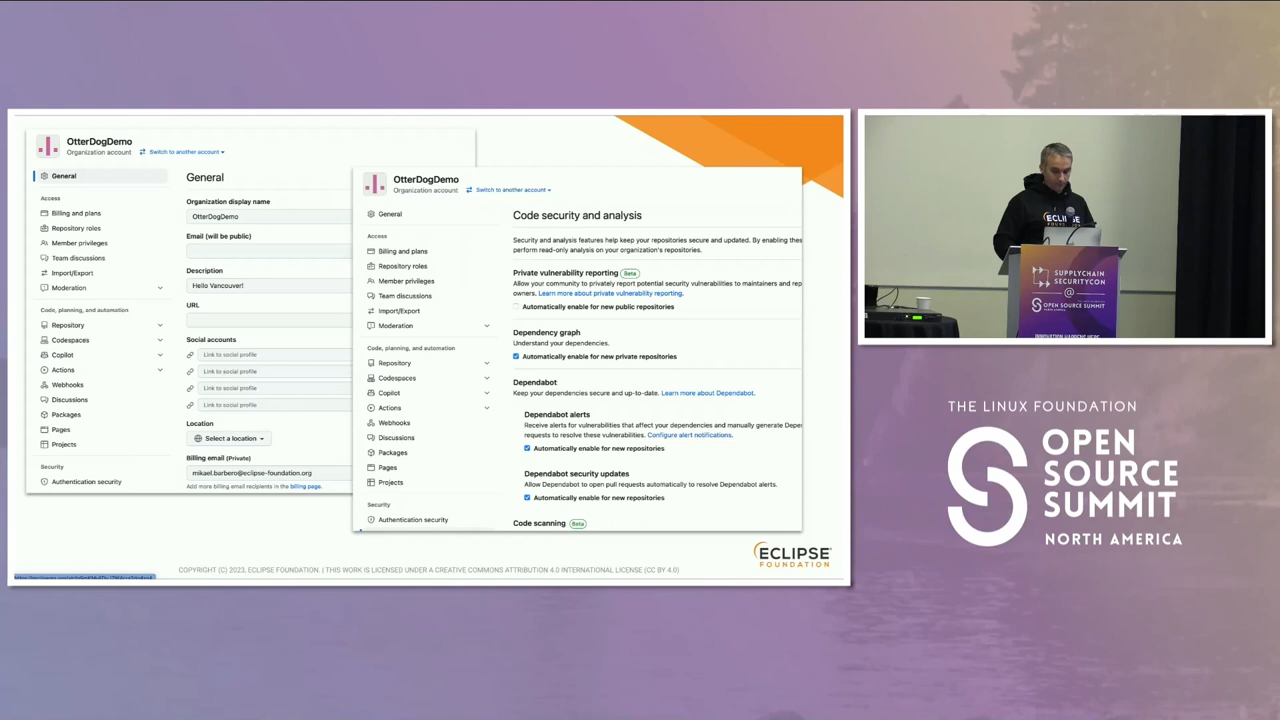 OtterDogDemo
Organization account
Switch to another account
General
Access
Billing and plans
Repository roles
Member privileges
Team discussions
Import/Export
Moderation
Code, planning, and automation
Repository
Codespaces
Copilot
Actions
Webhooks
Discussions
Packages
Pages
Projects
Security
Authentication security
General
Organization display name
OtterDogDemo
Email (will be public)
Description
Hello Vancouver!
URL
Social accounts
Link to social profile
Link to social profile
Link to social profile
Link to social profile
Location
Select a location
Billing email (Private)
mikael.barbero@eclipse-foundation.org
Add more billing email recipients in the billing page.
OtterDogDemo
Organization account
Switch to another account
General
Access
Billing and plans
Repository roles
Member privileges
Team discussions
Import/Export
Moderation
Code, planning, and automation
Repository
Codespaces
Copilot
Actions
Webhooks
Discussions
Packages
Pages
Projects
Security
Authentication security
Code security and analysis
Security and analysis features help keep your repositories secure and updated. By enabling thes
perform read-only analysis on your organization's repositories.
Private vulnerability reporting Beta
Allow your community to privately report potential security vulnerabilities to maintainers and rep
owners. Learn more about private vulnerability reporting.
Automatically enable for new public repositories
Dependency graph
Understand your dependencies.
Automatically enable for new private repositories
Dependabot
Keep your dependencies secure and up-to-date. Learn more about Dependabot.
Dependabot alerts
Receive alerts for vulnerabilities that affect your dependencies and manually generate Depe
requests to resolve these vulnerabilities. Configure alert notifications.
Automatically enable for new repositories
Dependabot security updates
Allow Dependabot to open pull requests automatically to resolve Dependabot alerts.
Automatically enable for new repositories
Code scanning Beta
ECLIPSE
FOUNDATION
COPYRIGHT (C) 2023, ECLIPSE FOUNDATION. | THIS WORK IS LICENSED UNDER A CREATIVE COMMONS ATTRIBUTION 4.0 INTERNATIONAL LICENSE (CC BY 4.0)
ECLIPSE
SUPPLYCHAIN
SECURITYCON
@
OPEN SOURCE SUMMIT
NORTH AMERICA
INNOVATION HAPPENS HERE
THE LINUX FOUNDATION
OPEN
SOURCE
SUMMIT
NORTH AMERICA